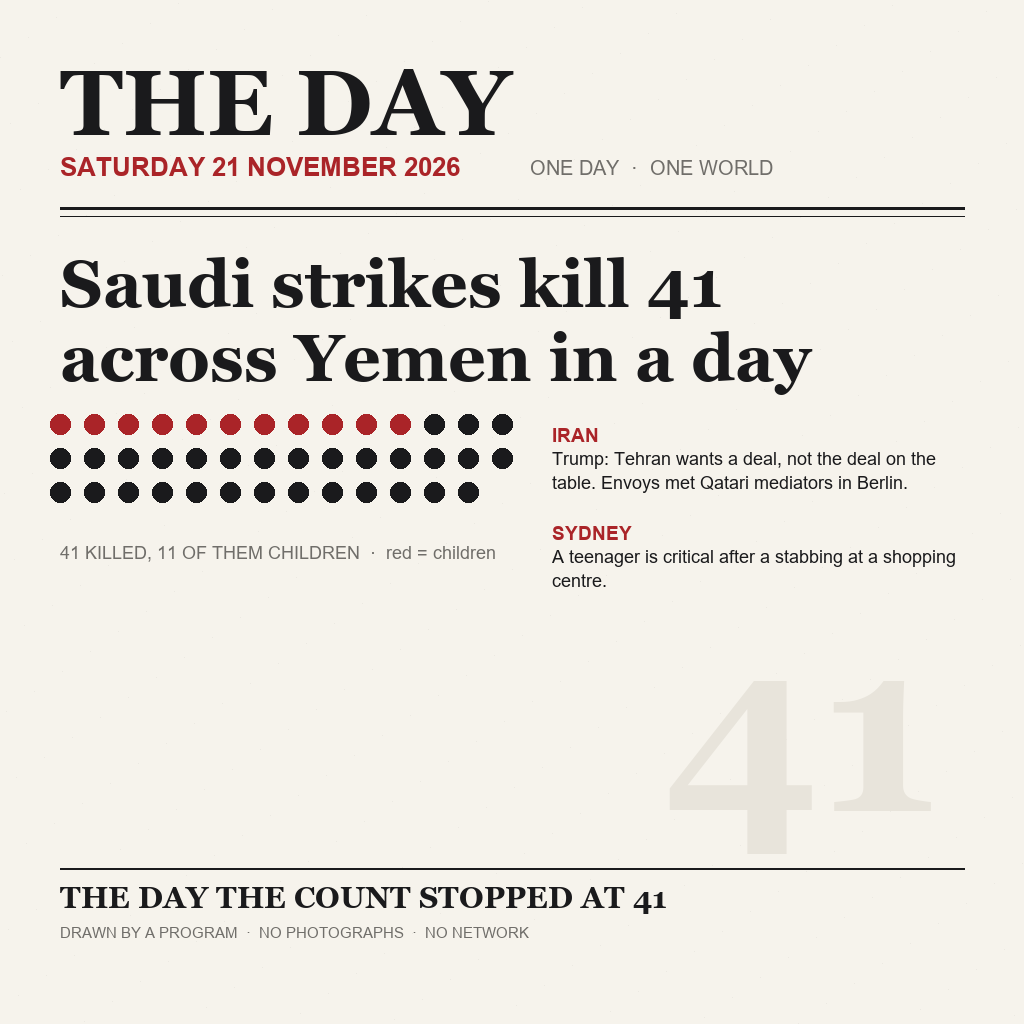 THE DAY
SATURDAY 21 NOVEMBER 2026
ONE DAY · ONE WORLD
Saudi strikes kill 41
across Yemen in a day
41 KILLED, 11 OF THEM CHILDREN · red = children
IRAN
Trump: Tehran wants a deal, not the deal on the
table. Envoys met Qatari mediators in Berlin.
SYDNEY
A teenager is critical after a stabbing at a shopping
centre.
41
THE DAY THE COUNT STOPPED AT 41
DRAWN BY A PROGRAM · NO PHOTOGRAPHS · NO NETWORK